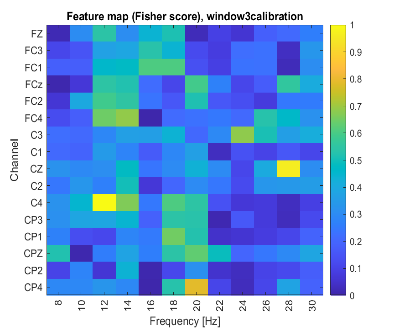 Feature map (Fisher score), window3calibration
Channel
FZ
FC3
FC1
FCz
FC2
FC4
C3
C1
CZ
C2
C4
CP3
CP1
CPZ
CP2
CP4
8 10 12 14 16 18 20 22 24 26 28 30
Frequency [Hz]
1
0.9
0.8
0.7
0.6
0.5
0.4
0.3
0.2
0.1
0